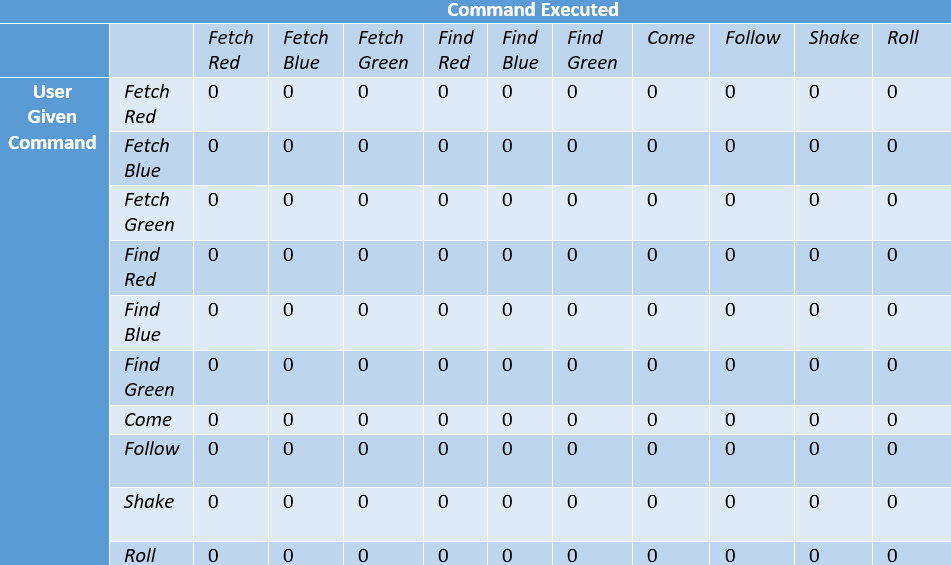 Command Executed
Fetch Red Fetch Blue Fetch Green Find Red Find Blue Find Green Come Follow Shake Roll
User Given Command
Fetch Red 0 0 0 0 0 0 0 0 0 0
Fetch Blue 0 0 0 0 0 0 0 0 0 0
Fetch Green 0 0 0 0 0 0 0 0 0 0
Find Red 0 0 0 0 0 0 0 0 0 0
Find Blue 0 0 0 0 0 0 0 0 0 0
Find Green 0 0 0 0 0 0 0 0 0 0
Come 0 0 0 0 0 0 0 0 0 0
Follow 0 0 0 0 0 0 0 0 0 0
Shake 0 0 0 0 0 0 0 0 0 0
Roll 0 0 0 0 0 0 0 0 0 0